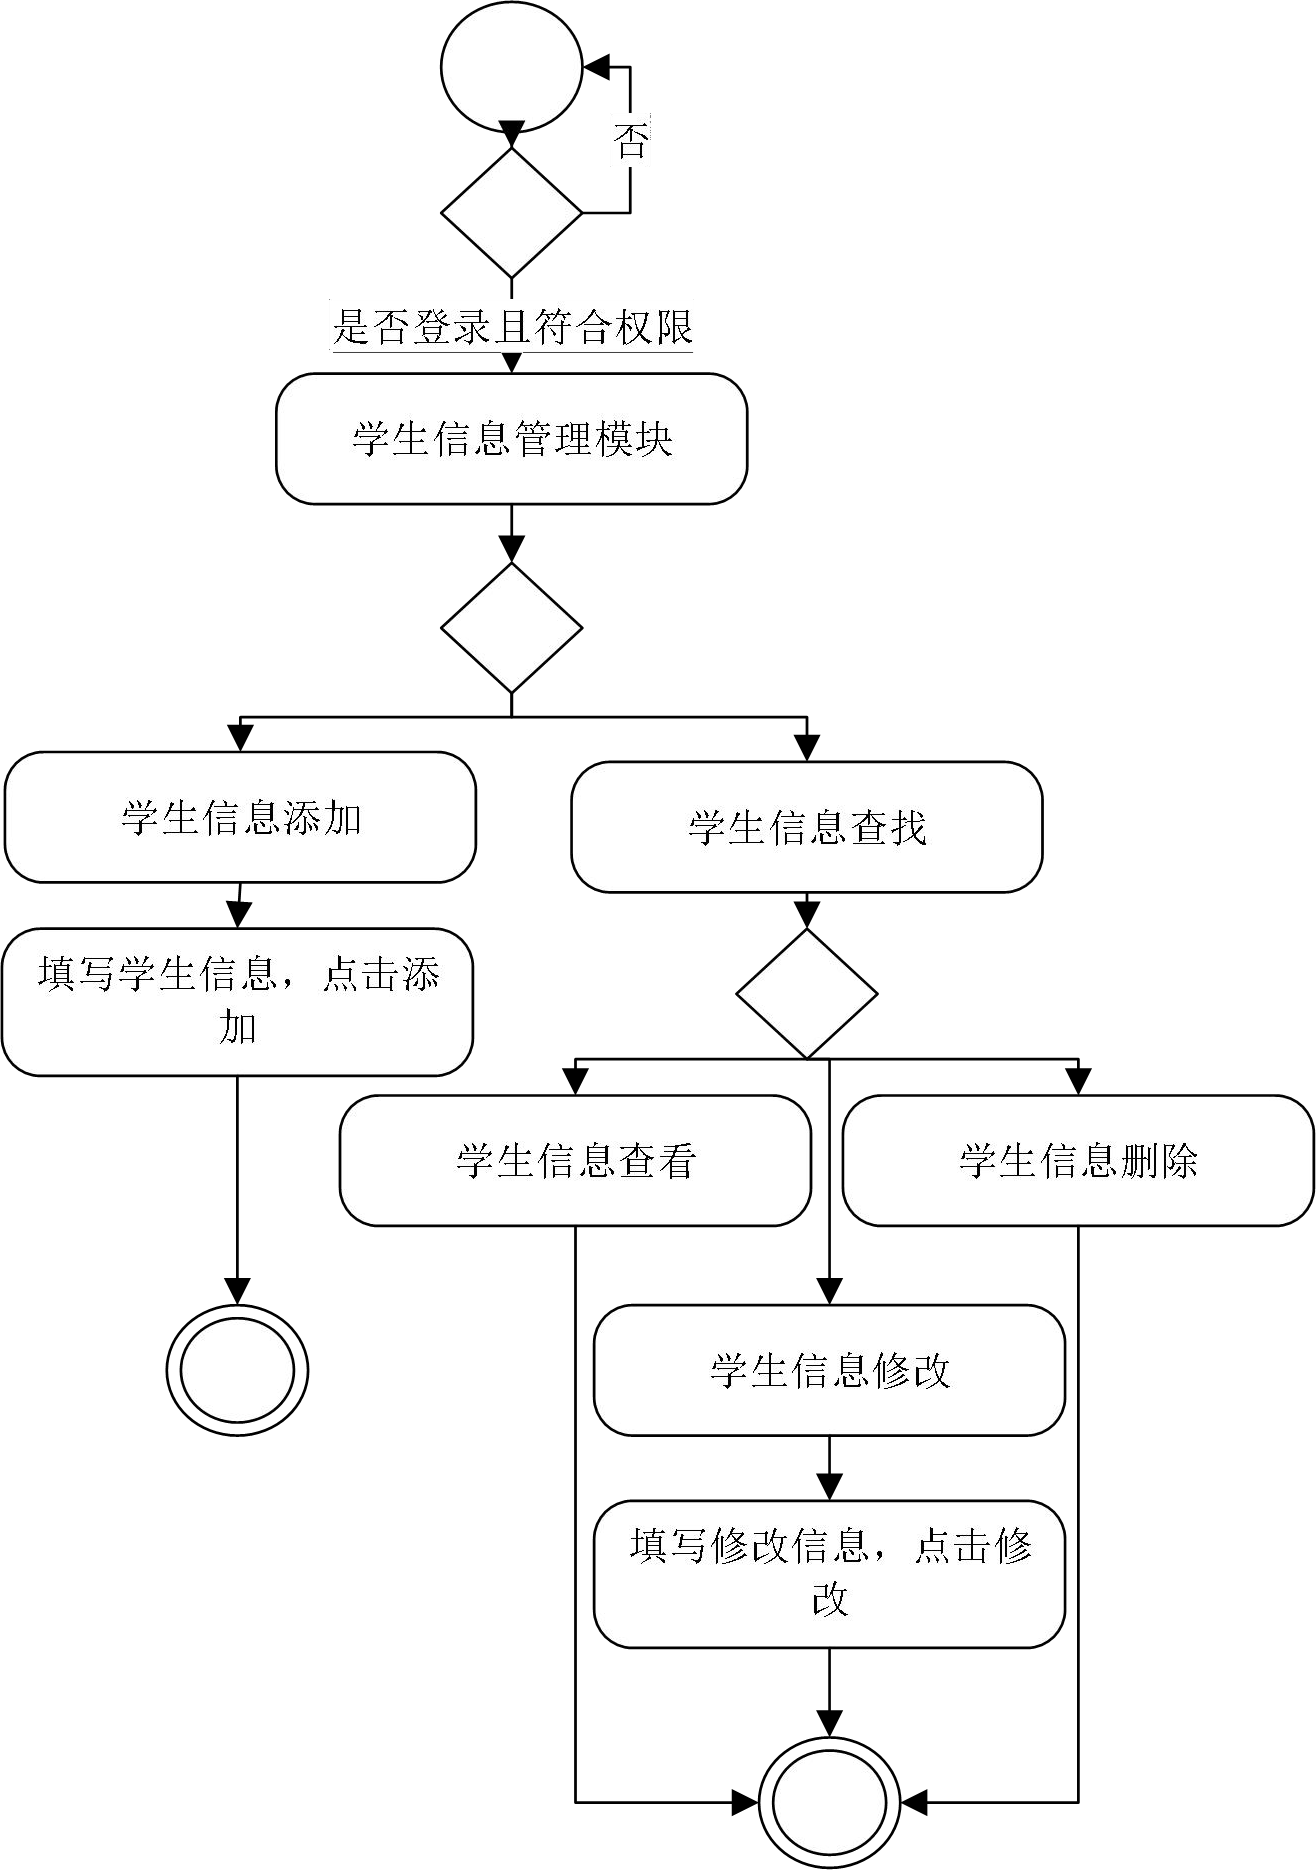 否
是否登录且符合权限
学生信息管理模块
学生信息添加
学生信息查找
填写学生信息，点击添
加
学生信息查看
学生信息删除
学生信息修改
填写修改信息，点击修
改